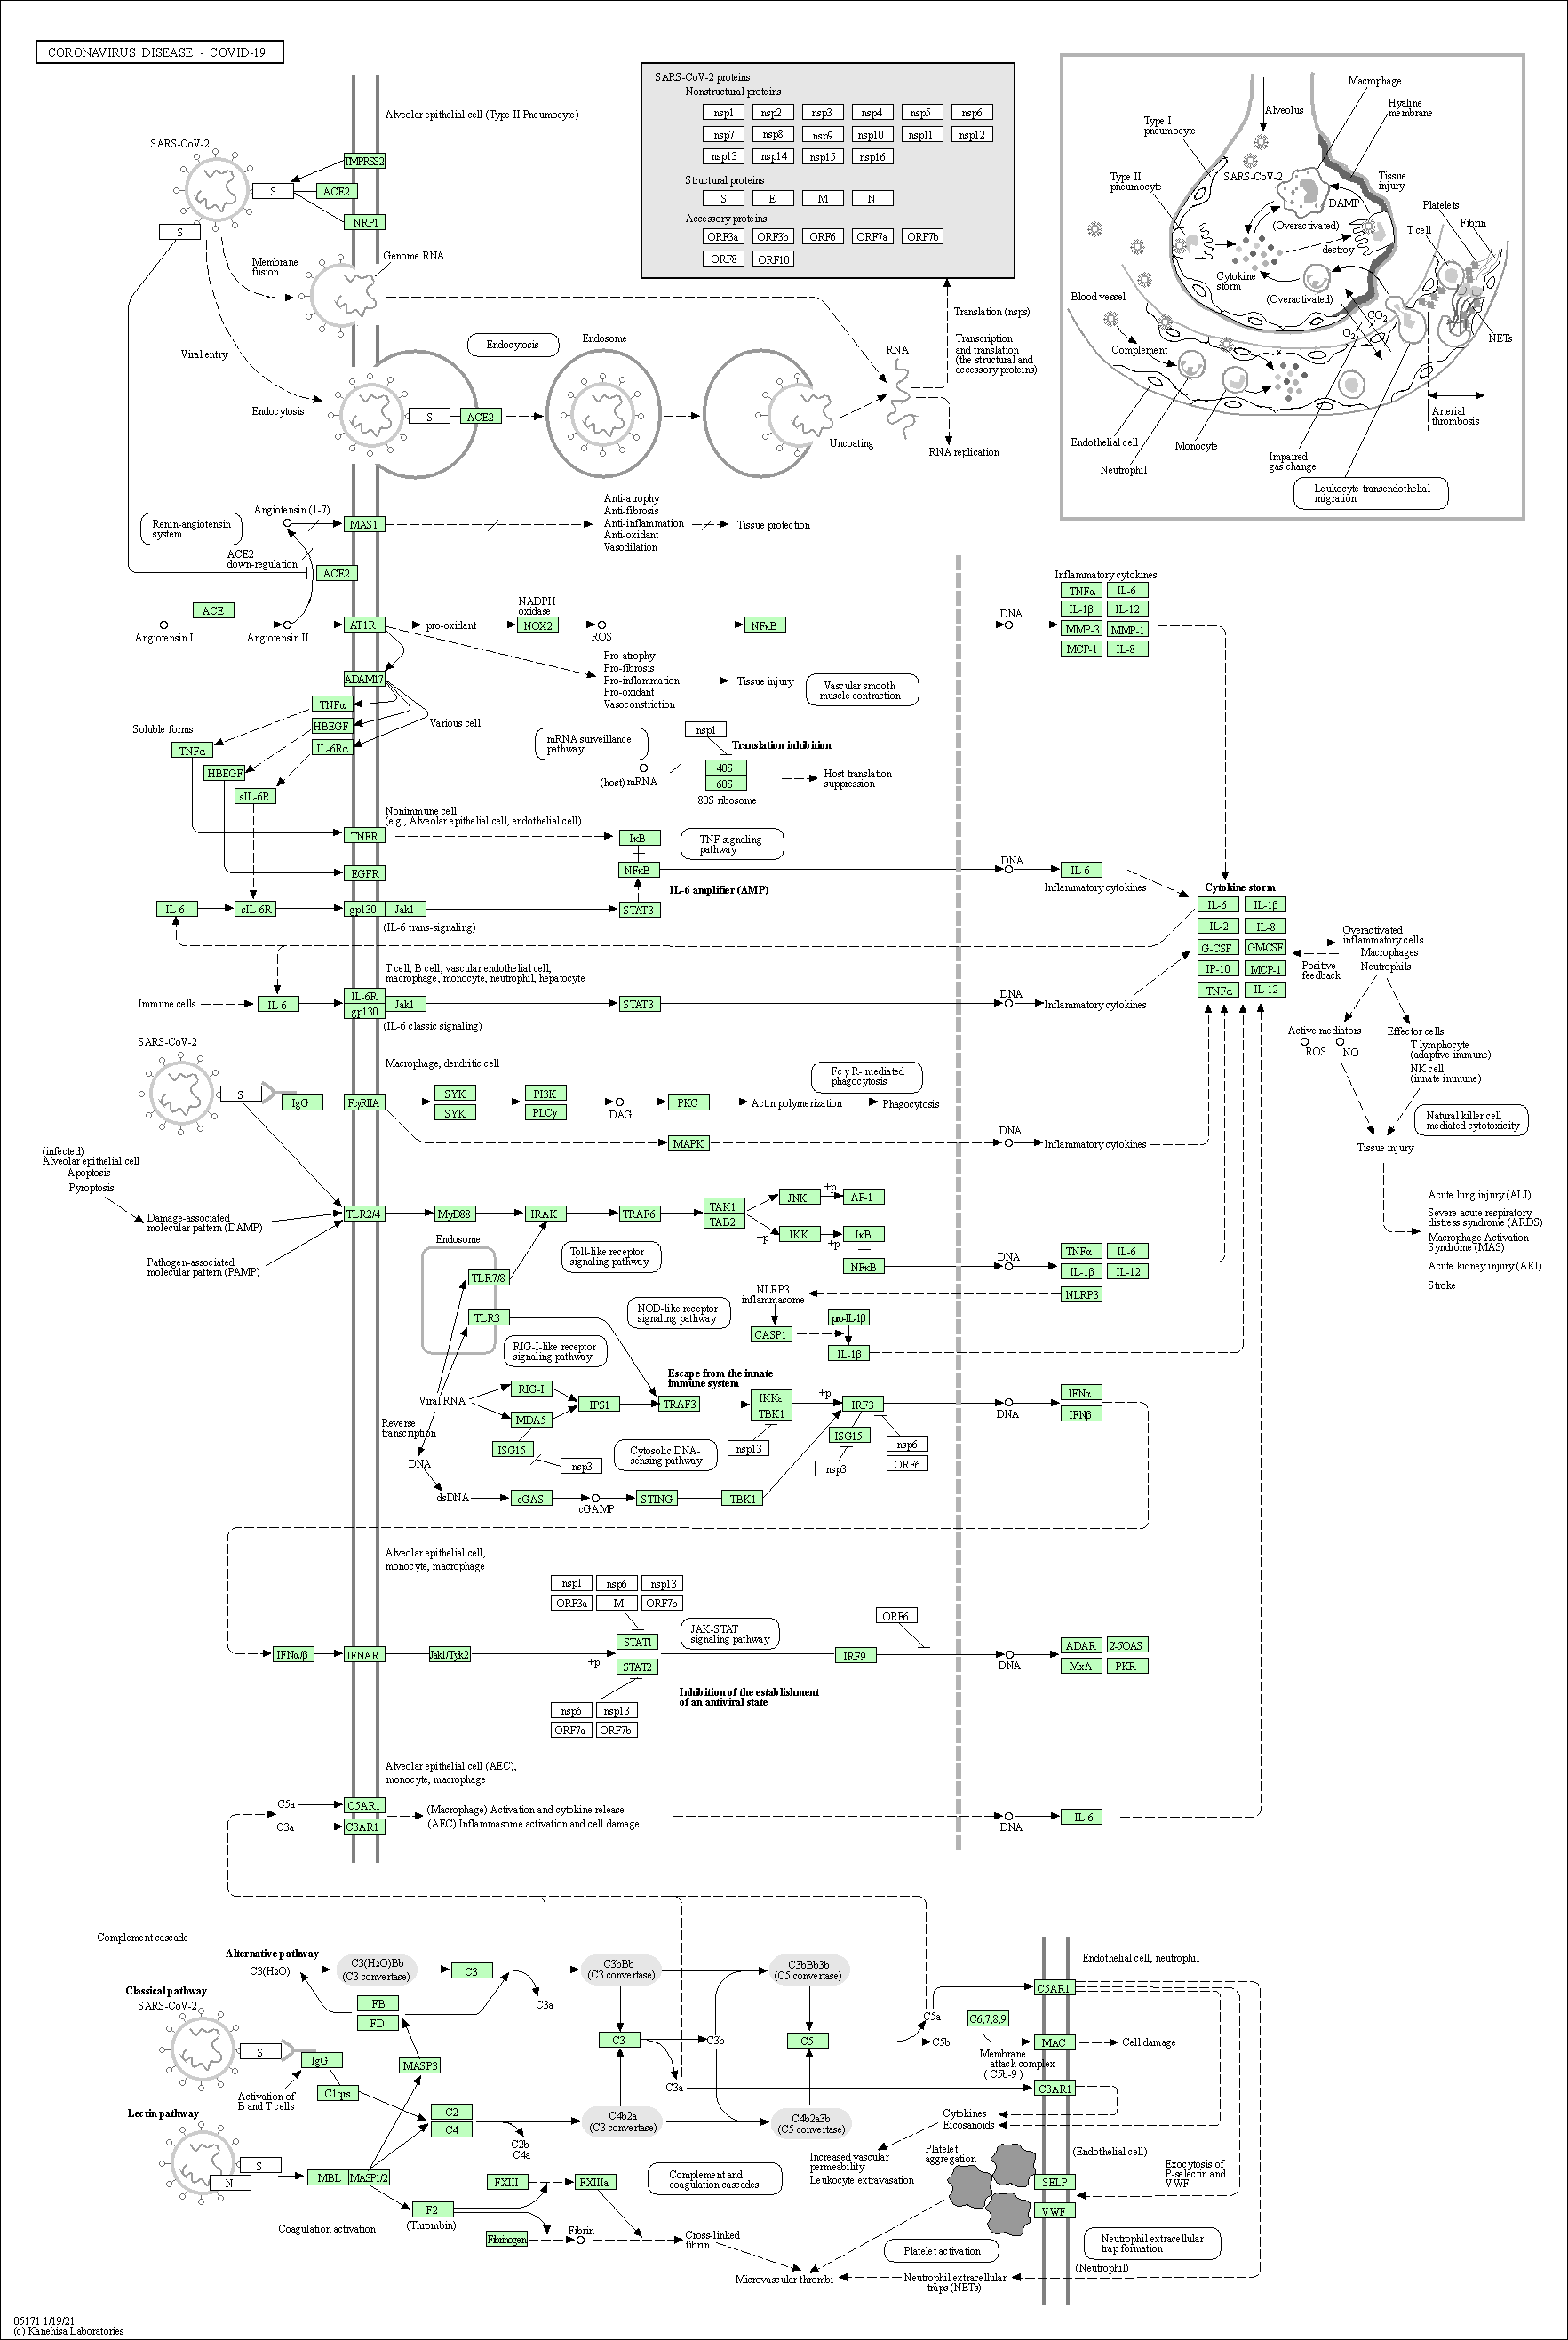 CORONAVIRUS DISEASE - COVID-19
Alveolar epithelial cell (Type II Pneumocyte)
SARS-CoV-2
TMPRSS2
S
ACE2
NRP1
S
Membrane
fusion
Genome RNA
Viral entry
Endocytosis
S
ACE2
Endocytosis
Endosome
Uncoating
RNA
RNA replication
Translation (nsps)
Transcription
and translation
(the structural and
accessory proteins)
SARS-CoV-2 proteins
Nonstructural proteins
nsp1 nsp2 nsp3 nsp4 nsp5 nsp6
nsp7 nsp8 nsp9 nsp10 nsp11 nsp12
nsp13 nsp14 nsp15 nsp16
Structural proteins
S E M N
Accessory proteins
ORF3a ORF3b ORF6 ORF7a ORF7b
ORF8 ORF10
Macrophage
Alveolus
Hyaline
membrane
Type I
pneumocyte
Type II
pneumocyte
SARS-CoV-2
DAMP
Tissue
injury
(Overactivated)
Platelets
T cell
Fibrin
destroy
Cytokine
storm
(Overactivated)
Blood vessel
CO2
O2
NETs
Complement
Arterial
thrombosis
Endothelial cell
Neutrophil
Monocyte
Impaired
gas change
Leukocyte transendothelial
migration
Renin-angiotensin
system
Angiotensin (1-7)
MAS1
Anti-atrophy
Anti-fibrosis
Anti-inflammation
Anti-oxidant
Vasodilation
Tissue protection
ACE2
down-regulation
ACE2
ACE
Angiotensin I
Angiotensin II
AT1R
pro-oxidant
NADPH
oxidase
NOX2
ROS
NFκB
DNA
Inflammatory cytokines
TNFα IL-6
IL-1β IL-12
MMP-3 MMP-1
MCP-1 IL-8
Pro-atrophy
Pro-fibrosis
Pro-inflammation
Pro-oxidant
Vasoconstriction
Tissue injury
Vascular smooth
muscle contraction
ADAM17
TNFα
HBEGF
IL-6Rα
Various cell
Soluble forms
TNFα
HBEGF
sIL-6R
mRNA surveillance
pathway
nsp1
Translation inhibition
(host) mRNA
40S
60S
80S ribosome
Host translation
suppression
Nonimmune cell
(e.g., Alveolar epithelial cell, endothelial cell)
TNFR
IκB
TNF signaling
pathway
EGFR
NFκB
DNA
IL-6
Inflammatory cytokines
IL-6 amplifier (AMP)
IL-6
sIL-6R
gp130
Jak1
STAT3
(IL-6 trans-signaling)
Cytokine storm
IL-6 IL-1β
IL-2 IL-8
G-CSF GMCSF
IP-10 MCP-1
TNFα IL-12
Positive
feedback
Overactivated
inflammatory cells
Macrophages
Neutrophils
T cell, B cell, vascular endothelial cell,
macrophage, monocyte, neutrophil, hepatocyte
Immune cells
IL-6
IL-6R
gp130
Jak1
STAT3
DNA
Inflammatory cytokines
(IL-6 classic signaling)
Active mediators
ROS NO
Effector cells
T lymphocyte
(adaptive immune)
NK cell
(innate immune)
Natural killer cell
mediated cytotoxicity
Tissue injury
Acute lung injury (ALI)
Severe acute respiratory
distress syndrome (ARDS)
Macrophage Activation
Syndrome (MAS)
Acute kidney injury (AKI)
Stroke
SARS-CoV-2
Macrophage, dendritic cell
S
IgG
FcγRIIA
SYK
SYK
PI3K
PLCγ
DAG
PKC
Actin polymerization
Phagocytosis
Fc γ R- mediated
phagocytosis
MAPK
DNA
Inflammatory cytokines
(infected)
Alveolar epithelial cell
Apoptosis
Pyroptosis
Damage-associated
molecular pattern (DAMP)
Pathogen-associated
molecular pattern (PAMP)
TLR2/4
MyD88
IRAK
TRAF6
TAK1
TAB2
JNK
+p
AP-1
+p
IKK
+p
IκB
NFκB
DNA
TNFα IL-6
IL-1β IL-12
NLRP3
Endosome
TLR7/8
TLR3
Toll-like receptor
signaling pathway
NOD-like receptor
signaling pathway
RIG-I-like receptor
signaling pathway
NLRP3
inflammasome
CASP1
pro-IL-1β
IL-1β
Escape from the innate
immune system
Viral RNA
RIG-I
MDA5
IPS1
TRAF3
IKKε
TBK1
+p
IRF3
DNA
IFNα
IFNβ
Reverse
transcription
DNA
ISG15
nsp3
Cytosolic DNA-
sensing pathway
nsp13
ISG15
nsp3
nsp6
ORF6
dsDNA
cGAS
cGAMP
STING
TBK1
Alveolar epithelial cell,
monocyte, macrophage
nsp1 nsp6 nsp13
ORF3a M ORF7b
JAK-STAT
signaling pathway
ORF6
IFNα/β
IFNAR
Jak1/Tyk2
+p
STAT1
STAT2
IRF9
DNA
ADAR 2-5'OAS
MxA PKR
Inhibition of the establishment
of an antiviral state
nsp6 nsp13
ORF7a ORF7b
Alveolar epithelial cell (AEC),
monocyte, macrophage
C5a
C5AR1
C3a
C3AR1
(Macrophage) Activation and cytokine release
(AEC) Inflammasome activation and cell damage
DNA
IL-6
Complement cascade
Alternative pathway
C3(H2O)
C3(H2O)Bb
(C3 convertase)
C3
C3a
C3bBb
(C3 convertase)
C3bBb3b
(C5 convertase)
Endothelial cell, neutrophil
C5AR1
Classical pathway
SARS-CoV-2
FB
FD
S
IgG
MASP3
C3
C3b
C5
C5a
C5b
C6,7,8,9
MAC
Cell damage
Membrane
attack complex
( C5b-9 )
C3a
C3AR1
Activation of
B and T cells
C1qrs
Lectin pathway
C2
C4
C2b
C4a
C4b2a
(C3 convertase)
C4b2a3b
(C5 convertase)
Cytokines
Eicosanoids
Increased vascular
permeability
Leukocyte extravasation
Platelet
aggregation
(Endothelial cell)
Exocytosis of
P-selectin and
VWF
S
N
MBL MASP1/2
FXIII
FXIIIa
Complement and
coagulation cascades
SELP
VWF
F2
(Thrombin)
Coagulation activation
Fibrinogen
Fibrin
Cross-linked
fibrin
Platelet activation
Neutrophil extracellular
trap formation
(Neutrophil)
Microvascular thrombi
Neutrophil extracellular
traps (NETs)
05171 1/19/21
(c) Kanehisa Laboratories